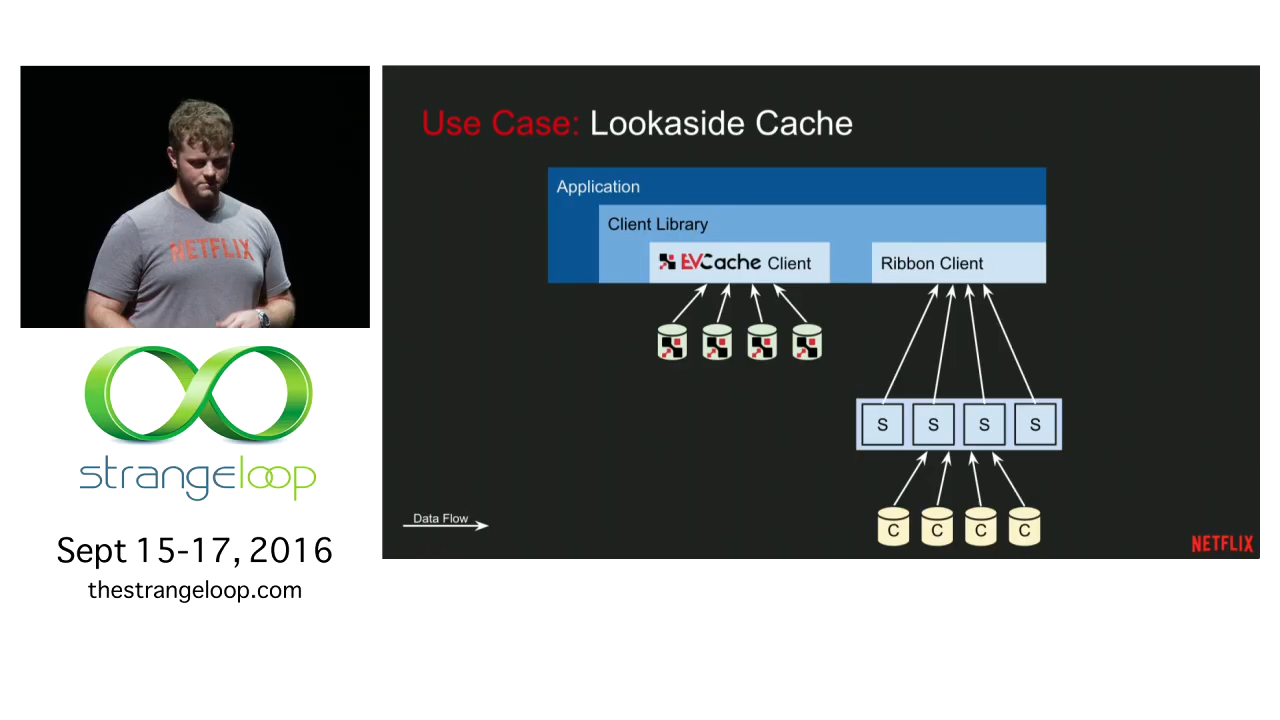 NETFLIX
strangeloop
Sept 15-17, 2016
thestrangeloop.com
Use Case: Lookaside Cache
Application
Client Library
EVCache Client
Ribbon Client
S S S S
C C C C
Data Flow
NETFLIX